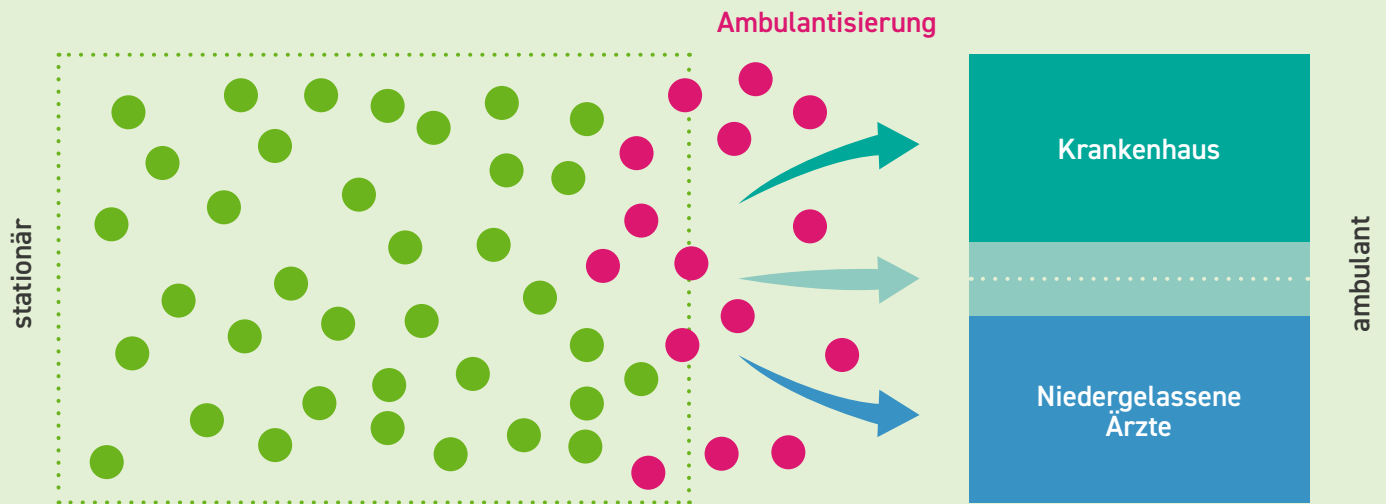 Ambulantisierung
stationär
Krankenhaus
Niedergelassene
Ärzte
ambulant